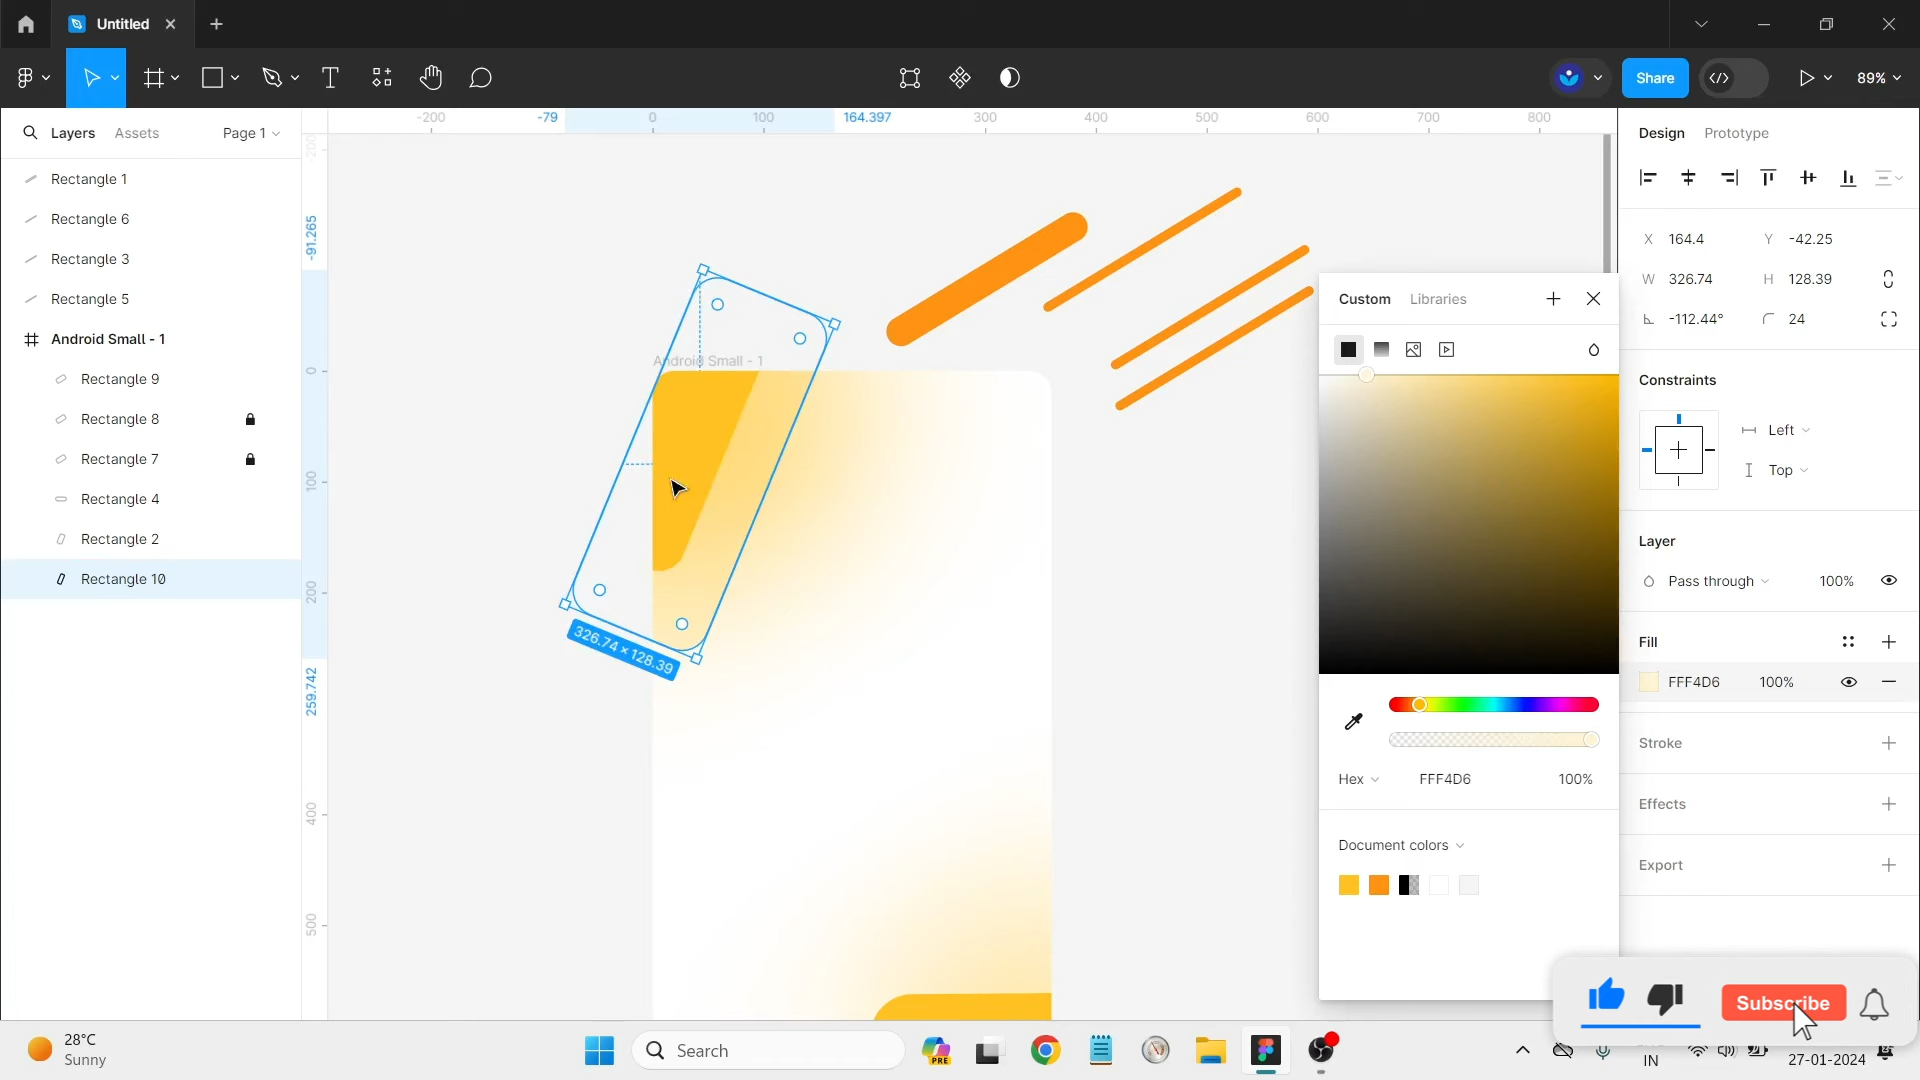 Untitled
Share
89%
Layers
Assets
Page 1
-200
-79
0
100
164.397
300
400
500
600
700
800
Design
Prototype
Rectangle 1
Rectangle 6
Rectangle 3
Rectangle 5
Android Small - 1
Rectangle 9
Rectangle 8
Rectangle 7
Rectangle 4
Rectangle 2
Rectangle 10
-200
-91.265
0
100
200
259.742
400
500
Android Small - 1
326.74 × 128.39
Custom
Libraries
Hex
FFF4D6
100%
Document colors
X 164.4
Y -42.25
W 326.74
H 128.39
-112.44°
24
Constraints
Left
Top
Layer
Pass through
100%
Fill
FFF4D6
100%
Stroke
Effects
Export
Subscribe
28°C
Sunny
Search
PRE
IN
27-01-2024